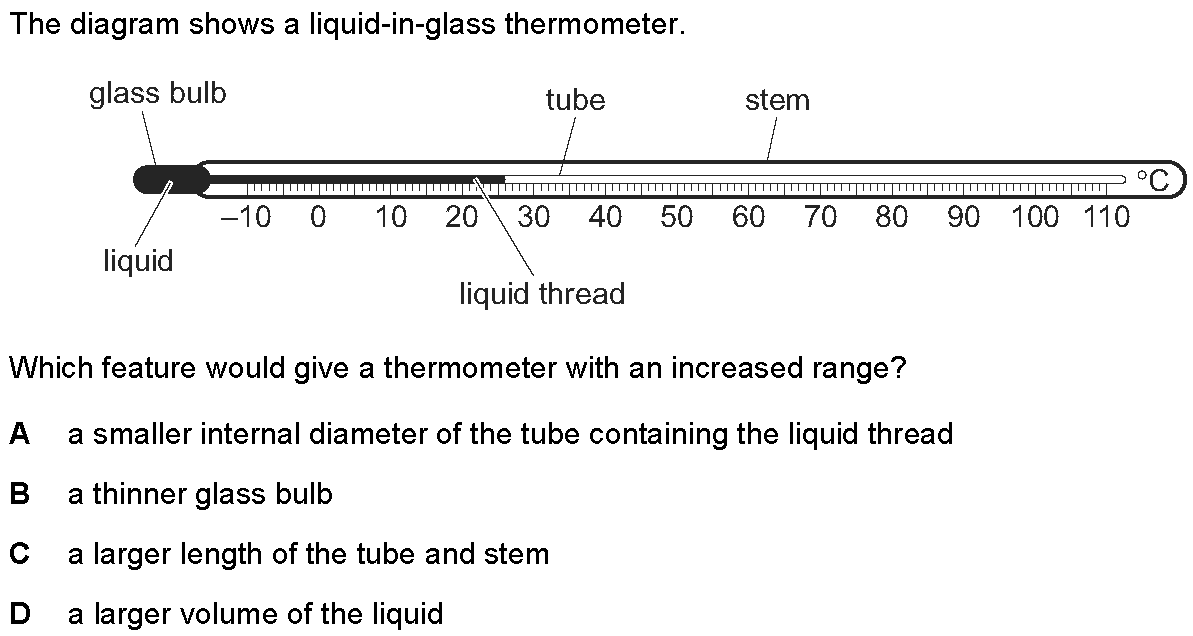 The diagram shows a liquid-in-glass thermometer.
glass bulb
tube
stem
°C
–10 0 10 20 30 40 50 60 70 80 90 100 110
liquid
liquid thread
Which feature would give a thermometer with an increased range?
A a smaller internal diameter of the tube containing the liquid thread
B a thinner glass bulb
C a larger length of the tube and stem
D a larger volume of the liquid